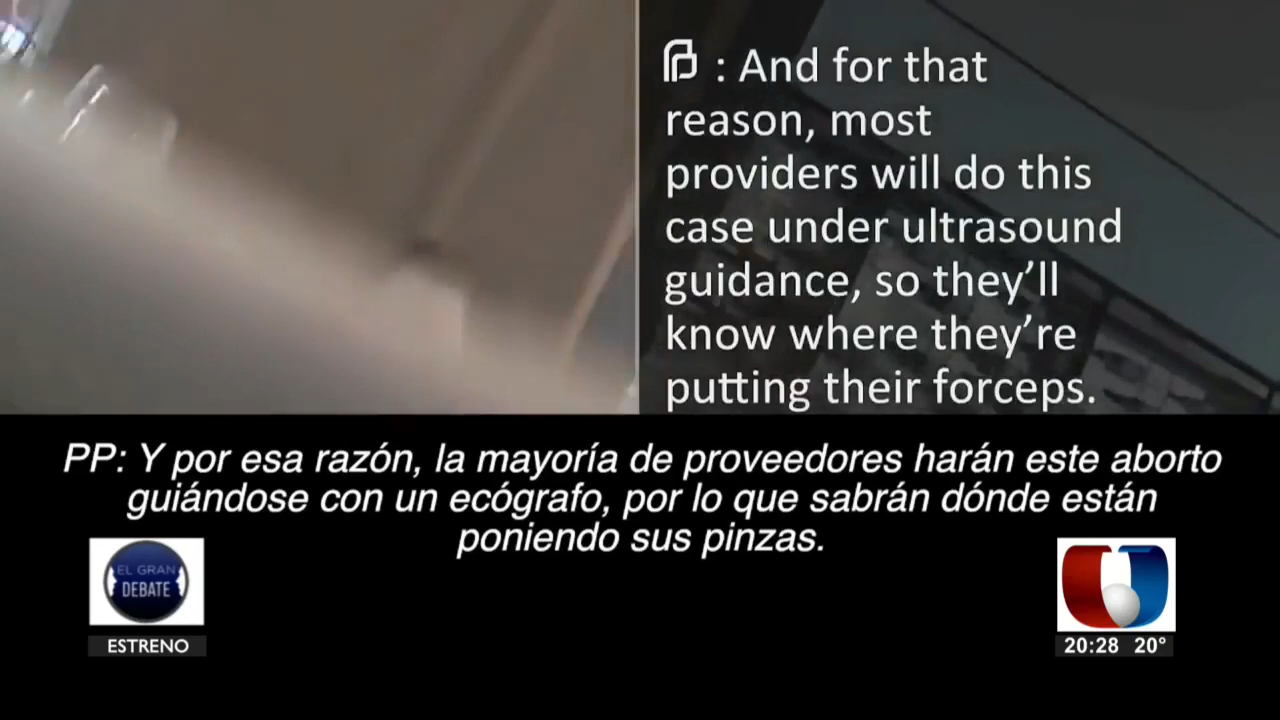 : And for that
reason, most
providers will do this
case under ultrasound
guidance, so they’ll
know where they’re
putting their forceps.
PP: Y por esa razón, la mayoría de proveedores harán este aborto
guiándose con un ecógrafo, por lo que sabrán dónde están
poniendo sus pinzas.
EL GRAN
DEBATE
ESTRENO
20:28 20°